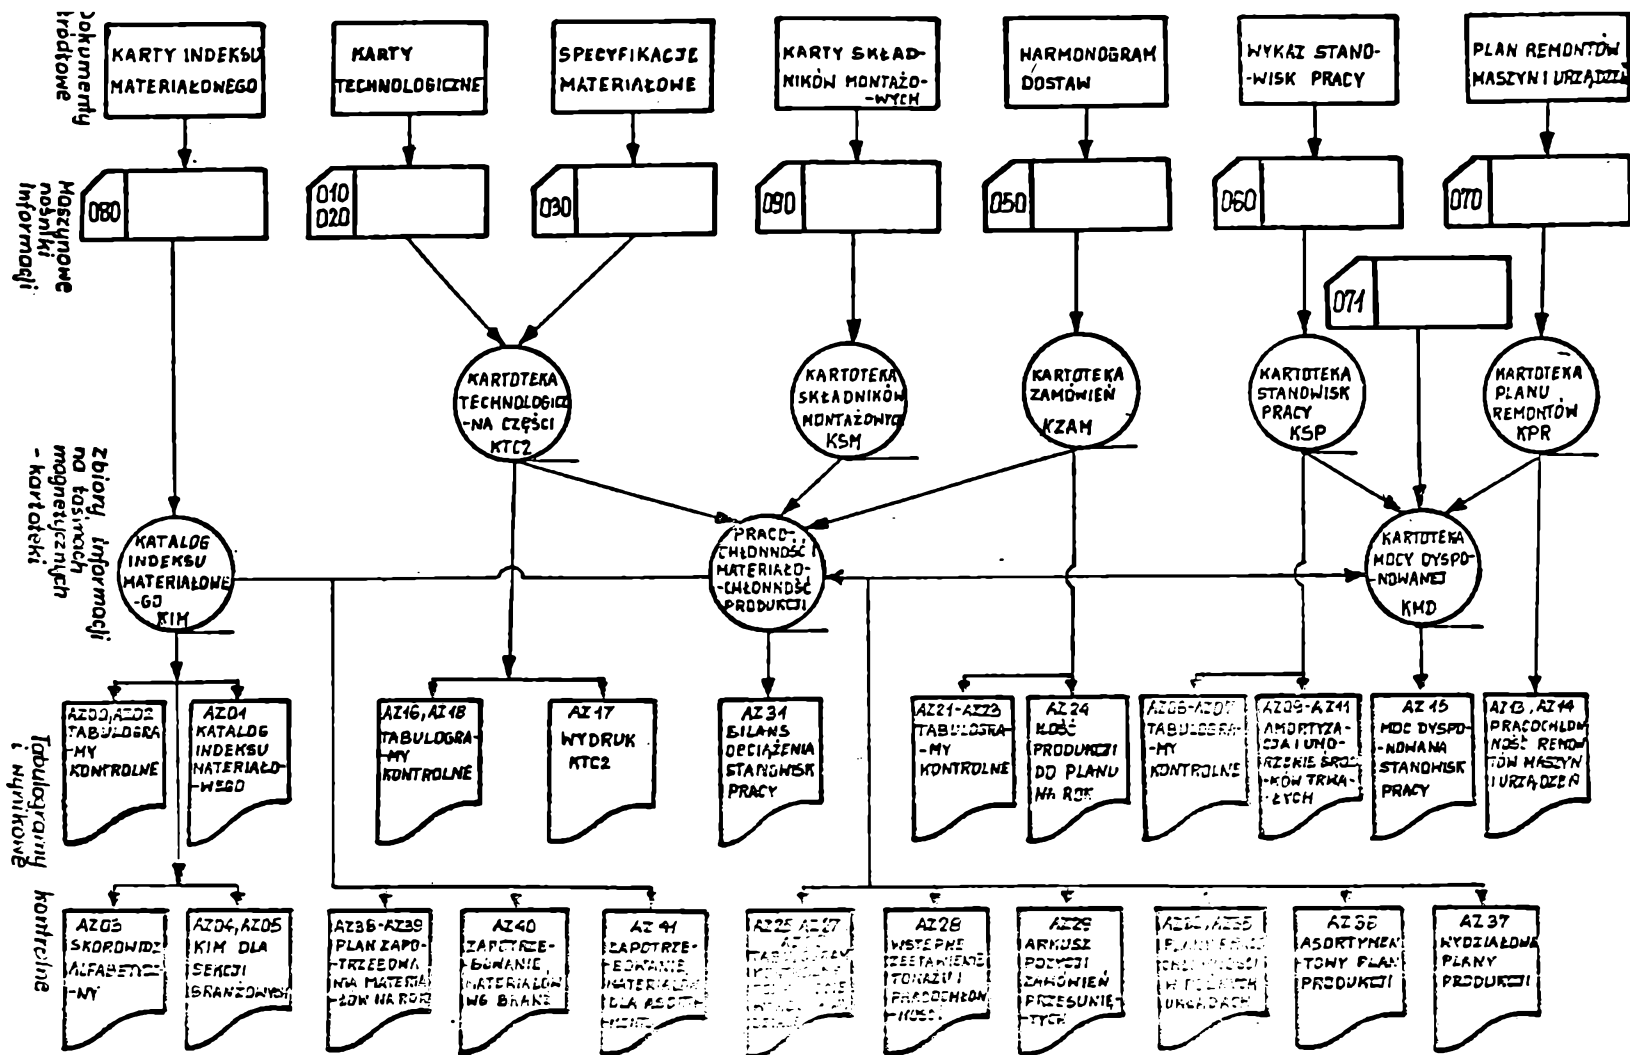 Dokumenty
źródłowe
KARTY INDEKSU
MATERIAŁOWEGO
KARTY
TECHNOLOGICZNE
SPECYFIKACJE
MATERIAŁOWE
KARTY SKŁAD-
NIKÓW MONTAŻO-
-WYCH
HARMONOGRAM
DOSTAW
WYKAZ STANO-
-WISK PRACY
PLAN REMONTÓW
MASZYN I URZĄDZEŃ
Maszynowe
nośniki
informacji
080
010
020
030
090
050
060
070
071
Zbiory informacji
na taśmach
magnetycznych
- kartoteki
KARTOTEKA
TECHNOLOGICZ
-NA CZĘŚCI
KTC2
KARTOTEKA
SKŁADNIKÓW
MONTAŻOWYCH
KSM
KARTOTEKA
ZAMÓWIEŃ
KZAM
KARTOTEKA
STANOWISK
PRACY
KSP
KARTOTEKA
PLANU
REMONTÓW
KPR
KATALOG
INDEKSU
MATERIAŁOWE
-GO
KIM
PRACO-
-CHŁONNOŚĆ I
MATERIAŁO-
-CHŁONNOŚĆ
PRODUKCJI
KARTOTEKA
MOCY DYSPO-
-NOWANEJ
KMD
Tabulogramy kontrolne
i wynikowe
AZ00, AZ02
TABULOGRA-
-MY
KONTROLNE
AZ01
KATALOG
INDEKSU
MATERIAŁO-
-WEGO
AZ16, AZ18
TABULOGRA-
-MY
KONTROLNE
AZ17
WYDRUK
KTC2
AZ31
BILANS
OBCIĄŻENIA
STANOWISK
PRACY
AZ21-AZ23
TABULOGRA-
-MY
KONTROLNE
AZ24
ILOŚĆ
PRODUKCJI
DO PLANU
NA ROK
TABULOGRA-
-MY
KONTROLNE
AZ09-AZ11
AMORTYZA-
-CJA I UMO-
RZENIE ŚROD
-KÓW TRWA-
-ŁYCH
AZ15
MOC DYSPO-
-NOWANA
STANOWISK
PRACY
AZ13, AZ14
PRACOCHŁON
NOŚĆ REMON
TÓW MASZYN
I URZĄDZEŃ
AZ03
SKOROWIDZ
ALFABETYCZ-
-NY
AZ04, AZ05
KIM DLA
SEKCJI
BRANŻOWYCH
AZ38-AZ39
PLAN ZAPO-
-TRZEBOWA
NIA MATERIA
-ŁÓW NA ROK
AZ40
ZAPOTRZE-
-BOWANIE
MATERIAŁÓW
WG BRANŻ
AZ41
ZAPOTRZE-
-BOWANIE
MATERIAŁÓW
DLA
AZ25, AZ27
AZ28
WSTĘPNE
ZESTAWIENIE
TONAŻU I
PRACOCHŁON
-NOŚCI
AZ29
ARKUSZ
POZYCJI
ZAMÓWIEŃ
PRZESUNIĘ-
-TYCH
UKŁADACH
AZ36
ASORTYMEN
-TOWY PLAN
PRODUKCJI
AZ37
WYDZIAŁOWE
PLANY
PRODUKCJI